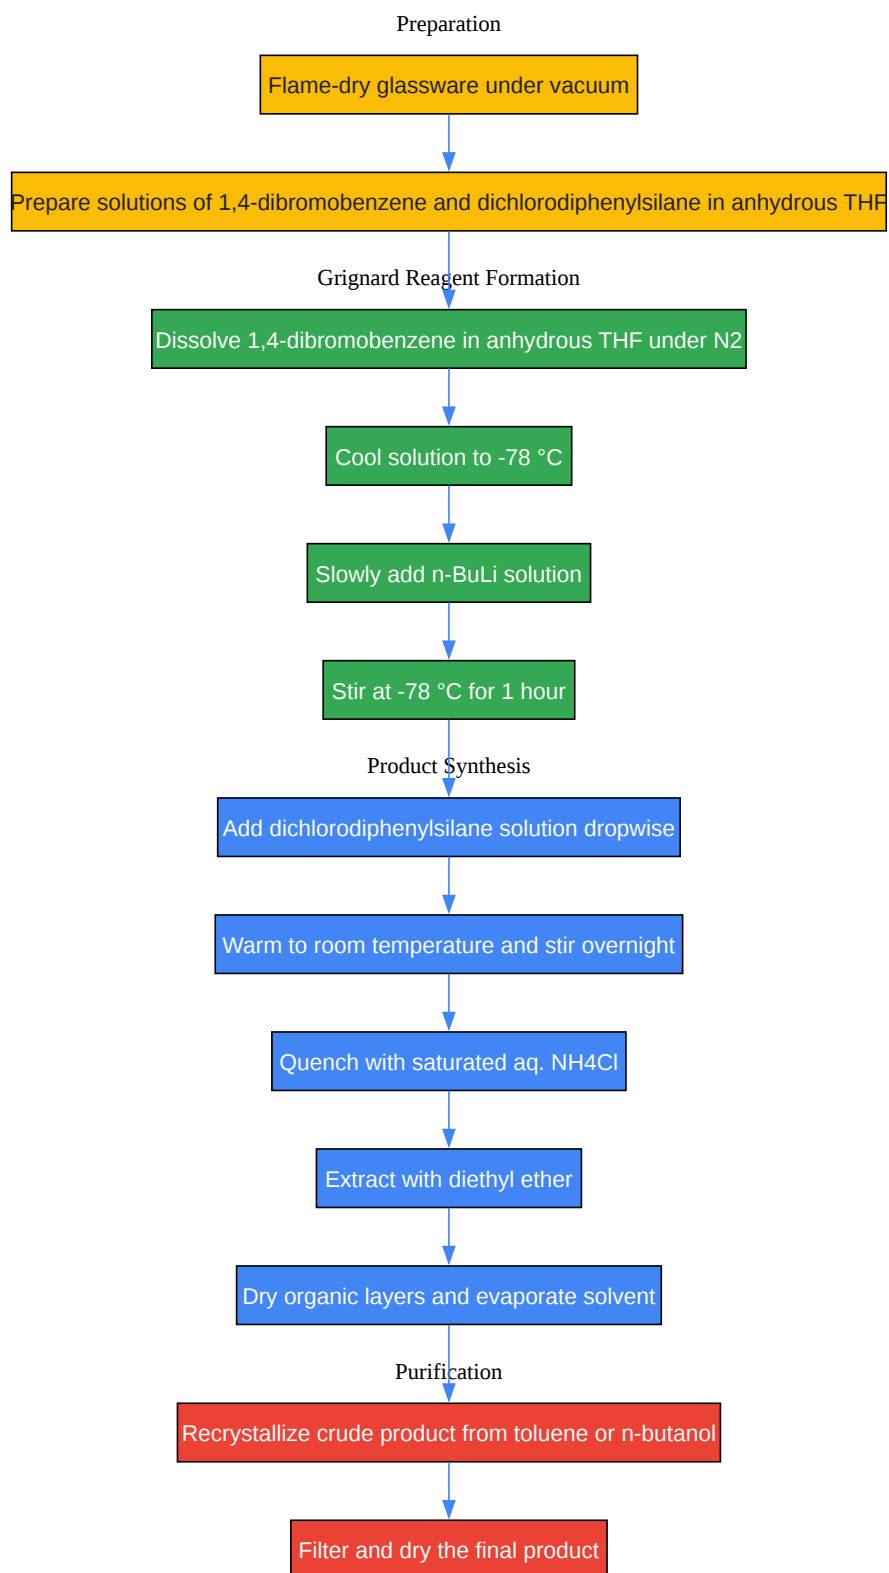 Preparation
Flame-dry glassware under vacuum
Prepare solutions of 1,4-dibromobenzene and dichlorodiphenylsilane in anhydrous THF
Grignard Reagent Formation
Dissolve 1,4-dibromobenzene in anhydrous THF under N2
Cool solution to -78 °C
Slowly add n-BuLi solution
Stir at -78 °C for 1 hour
Product Synthesis
Add dichlorodiphenylsilane solution dropwise
Warm to room temperature and stir overnight
Quench with saturated aq. NH4Cl
Extract with diethyl ether
Dry organic layers and evaporate solvent
Purification
Recrystallize crude product from toluene or n-butanol
Filter and dry the final product